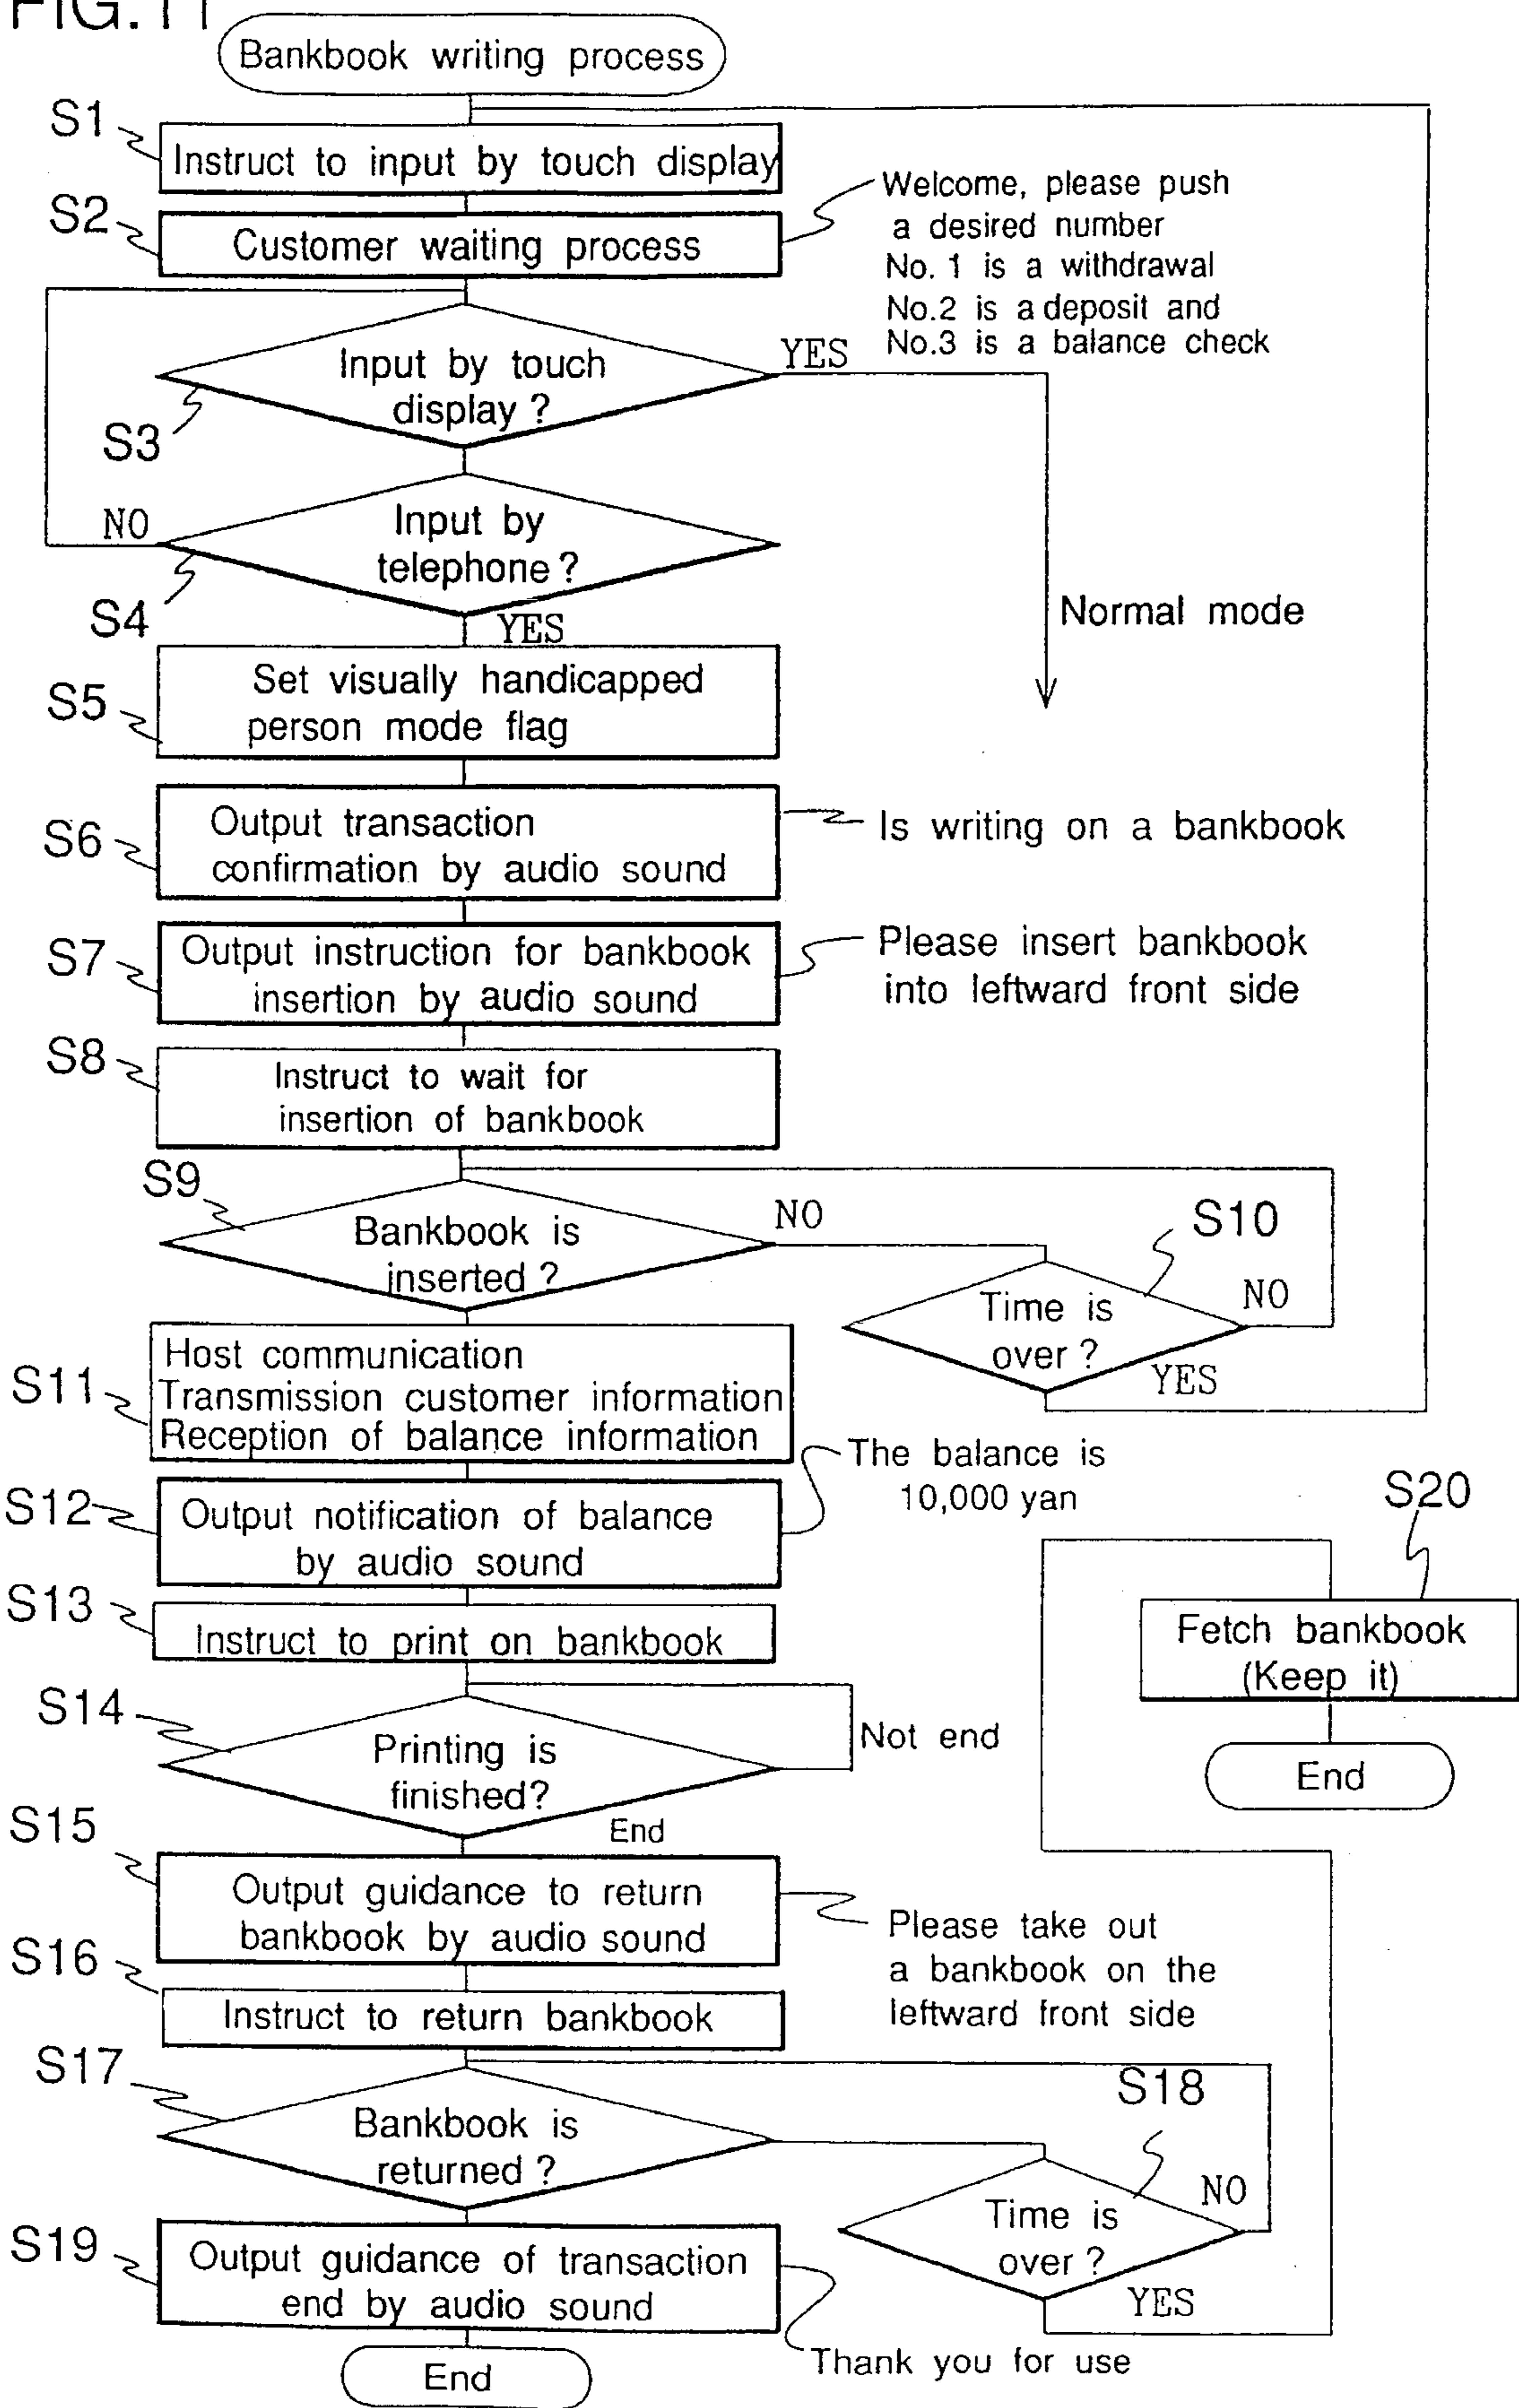 FIG. 11
Bankbook writing process
S1
Instruct to input by touch display
S2
Customer waiting process
Welcome, please push
a desired number
No. 1 is a withdrawal
No.2 is a deposit and
No.3 is a balance check
Input by touch
display ?
YES
S3
Input by
telephone ?
NO
S4
YES
Normal mode
S5
Set visually handicapped
person mode flag
S6
Output transaction
confirmation by audio sound
Is writing on a bankbook
S7
Output instruction for bankbook
insertion by audio sound
Please insert bankbook
into leftward front side
S8
Instruct to wait for
insertion of bankbook
S9
Bankbook is
inserted ?
NO
S10
Time is
over ?
NO
YES
S11
Host communication
Transmission customer information
Reception of balance information
S12
Output notification of balance
by audio sound
The balance is
10,000 yan
S13
Instruct to print on bankbook
S14
Printing is
finished?
Not end
End
S20
Fetch bankbook
(Keep it)
End
S15
Output guidance to return
bankbook by audio sound
Please take out
a bankbook on the
leftward front side
S16
Instruct to return bankbook
S17
Bankbook is
returned ?
S18
Time is
over ?
NO
YES
S19
Output guidance of transaction
end by audio sound
Thank you for use
End